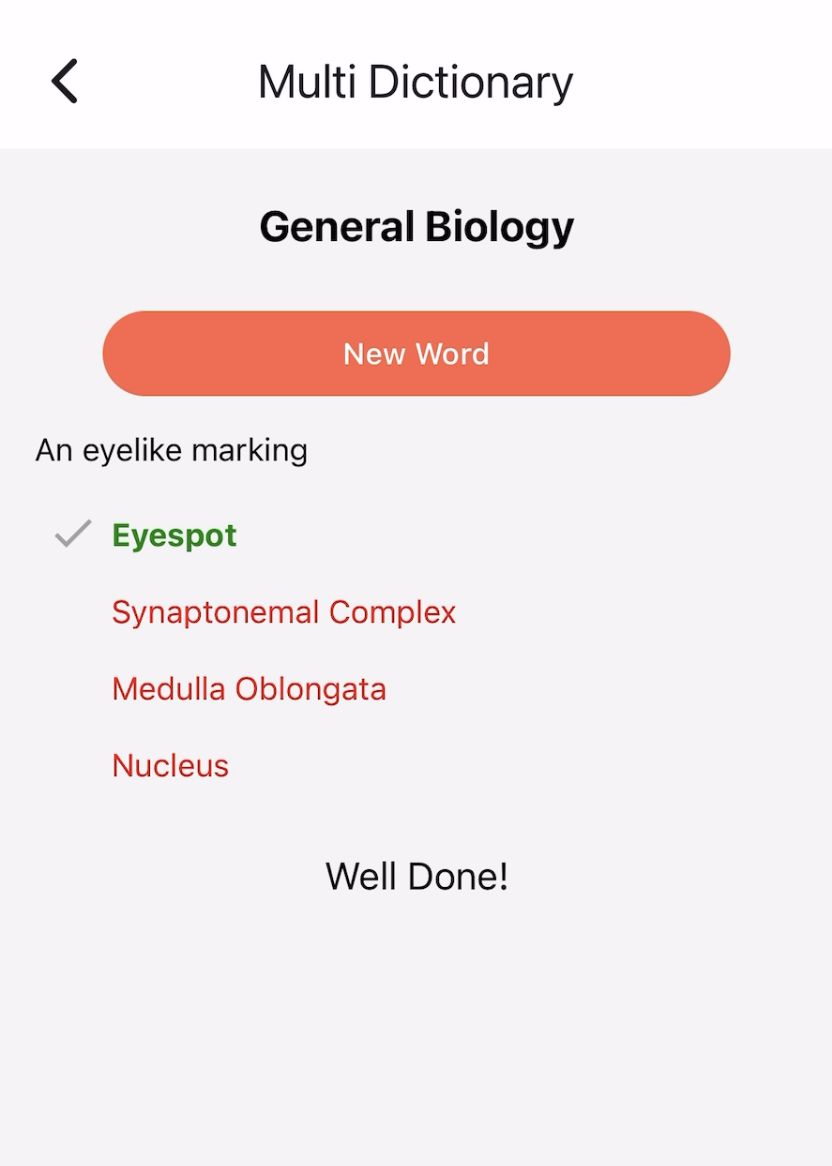 Multi Dictionary
General Biology
New Word
An eyelike marking
Eyespot
Synaptonemal Complex
Medulla Oblongata
Nucleus
Well Done!